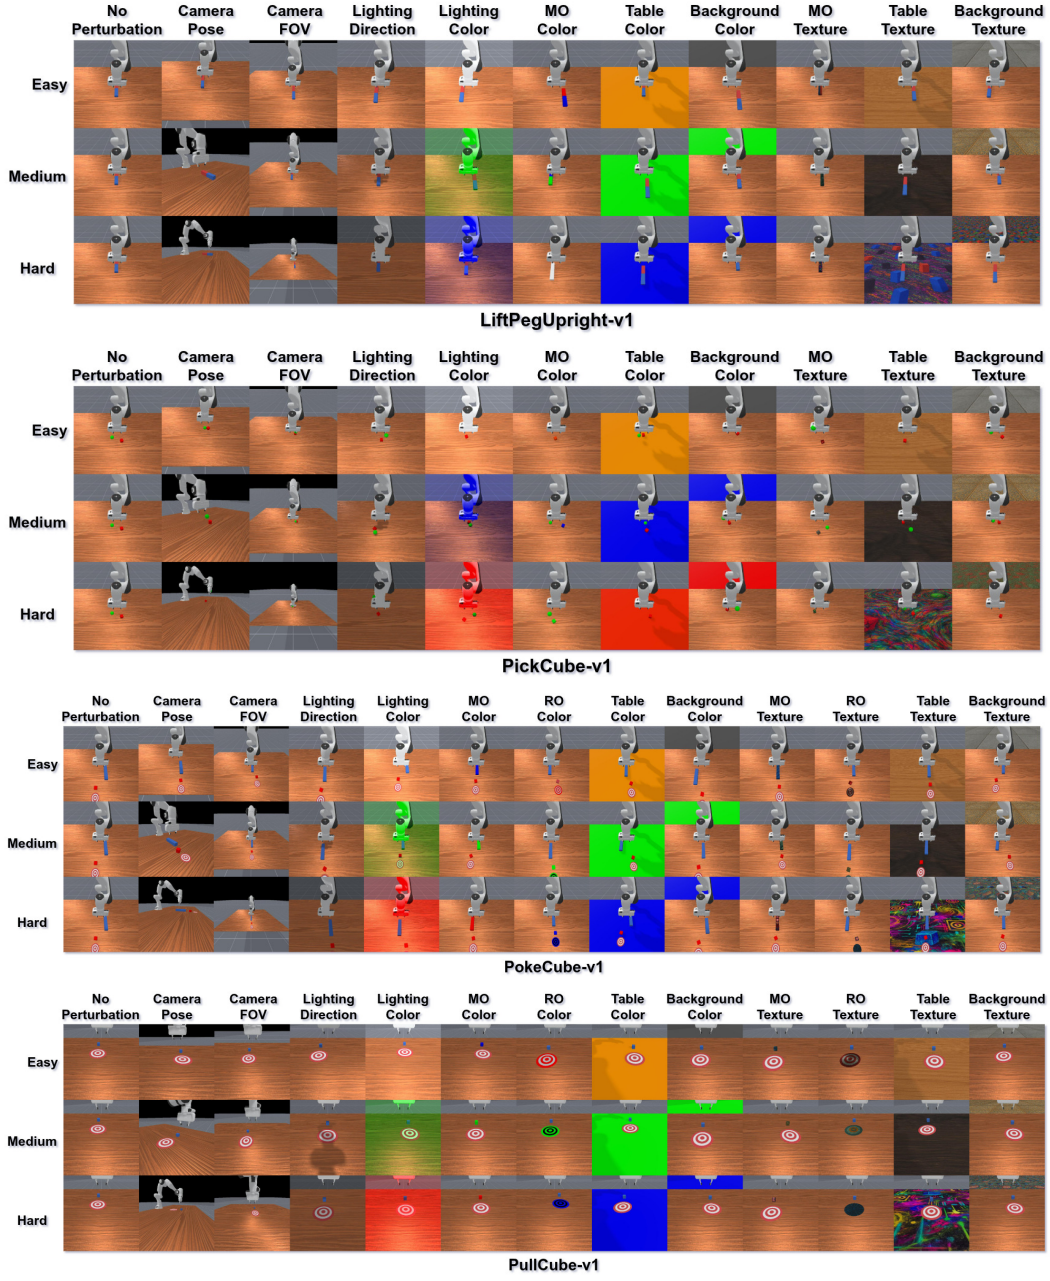 No Camera Camera Lighting Lighting MO Table Background MO Table Background
Perturbation Pose FOV Direction Color Color Color Color Texture Texture Texture
Easy
Medium
Hard
LiftPegUpright-v1
No Camera Camera Lighting Lighting MO Table Background MO Table Background
Perturbation Pose FOV Direction Color Color Color Color Texture Texture Texture
Easy
Medium
Hard
PickCube-v1
No Camera Camera Lighting Lighting MO RO Table Background MO RO Table Background
Perturbation Pose FOV Direction Color Color Color Color Color Texture Texture Texture Texture
Easy
Medium
Hard
PokeCube-v1
No Camera Camera Lighting Lighting MO RO Table Background MO RO Table Background
Perturbation Pose FOV Direction Color Color Color Color Color Texture Texture Texture Texture
Easy
Medium
Hard
PullCube-v1